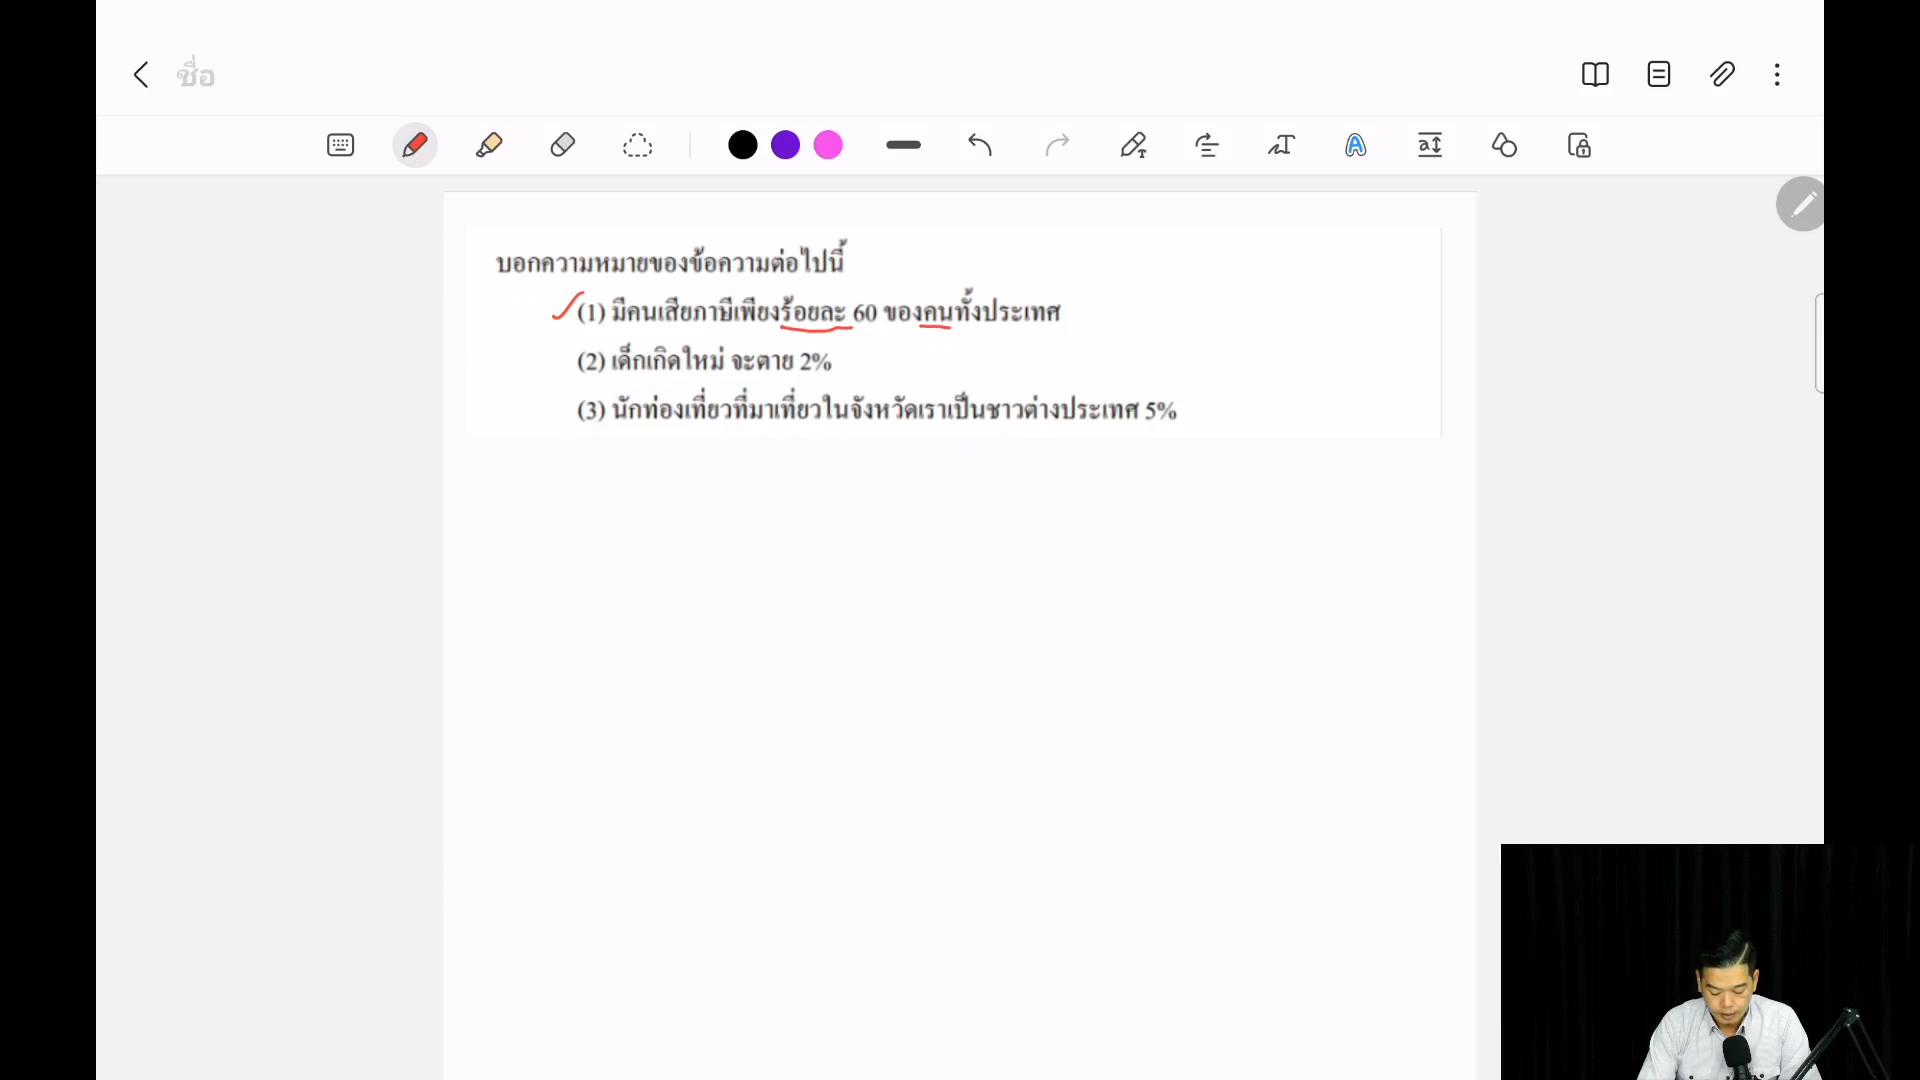 ชื่อ
บอกความหมายของข้อความต่อไปนี้
(1) มีคนเสียภาษีเพียงร้อยละ 60 ของคนทั้งประเทศ
(2) เด็กเกิดใหม่ จะตาย 2%
(3) นักท่องเที่ยวที่มาเที่ยวในจังหวัดเราเป็นชาวต่างประเทศ 5%